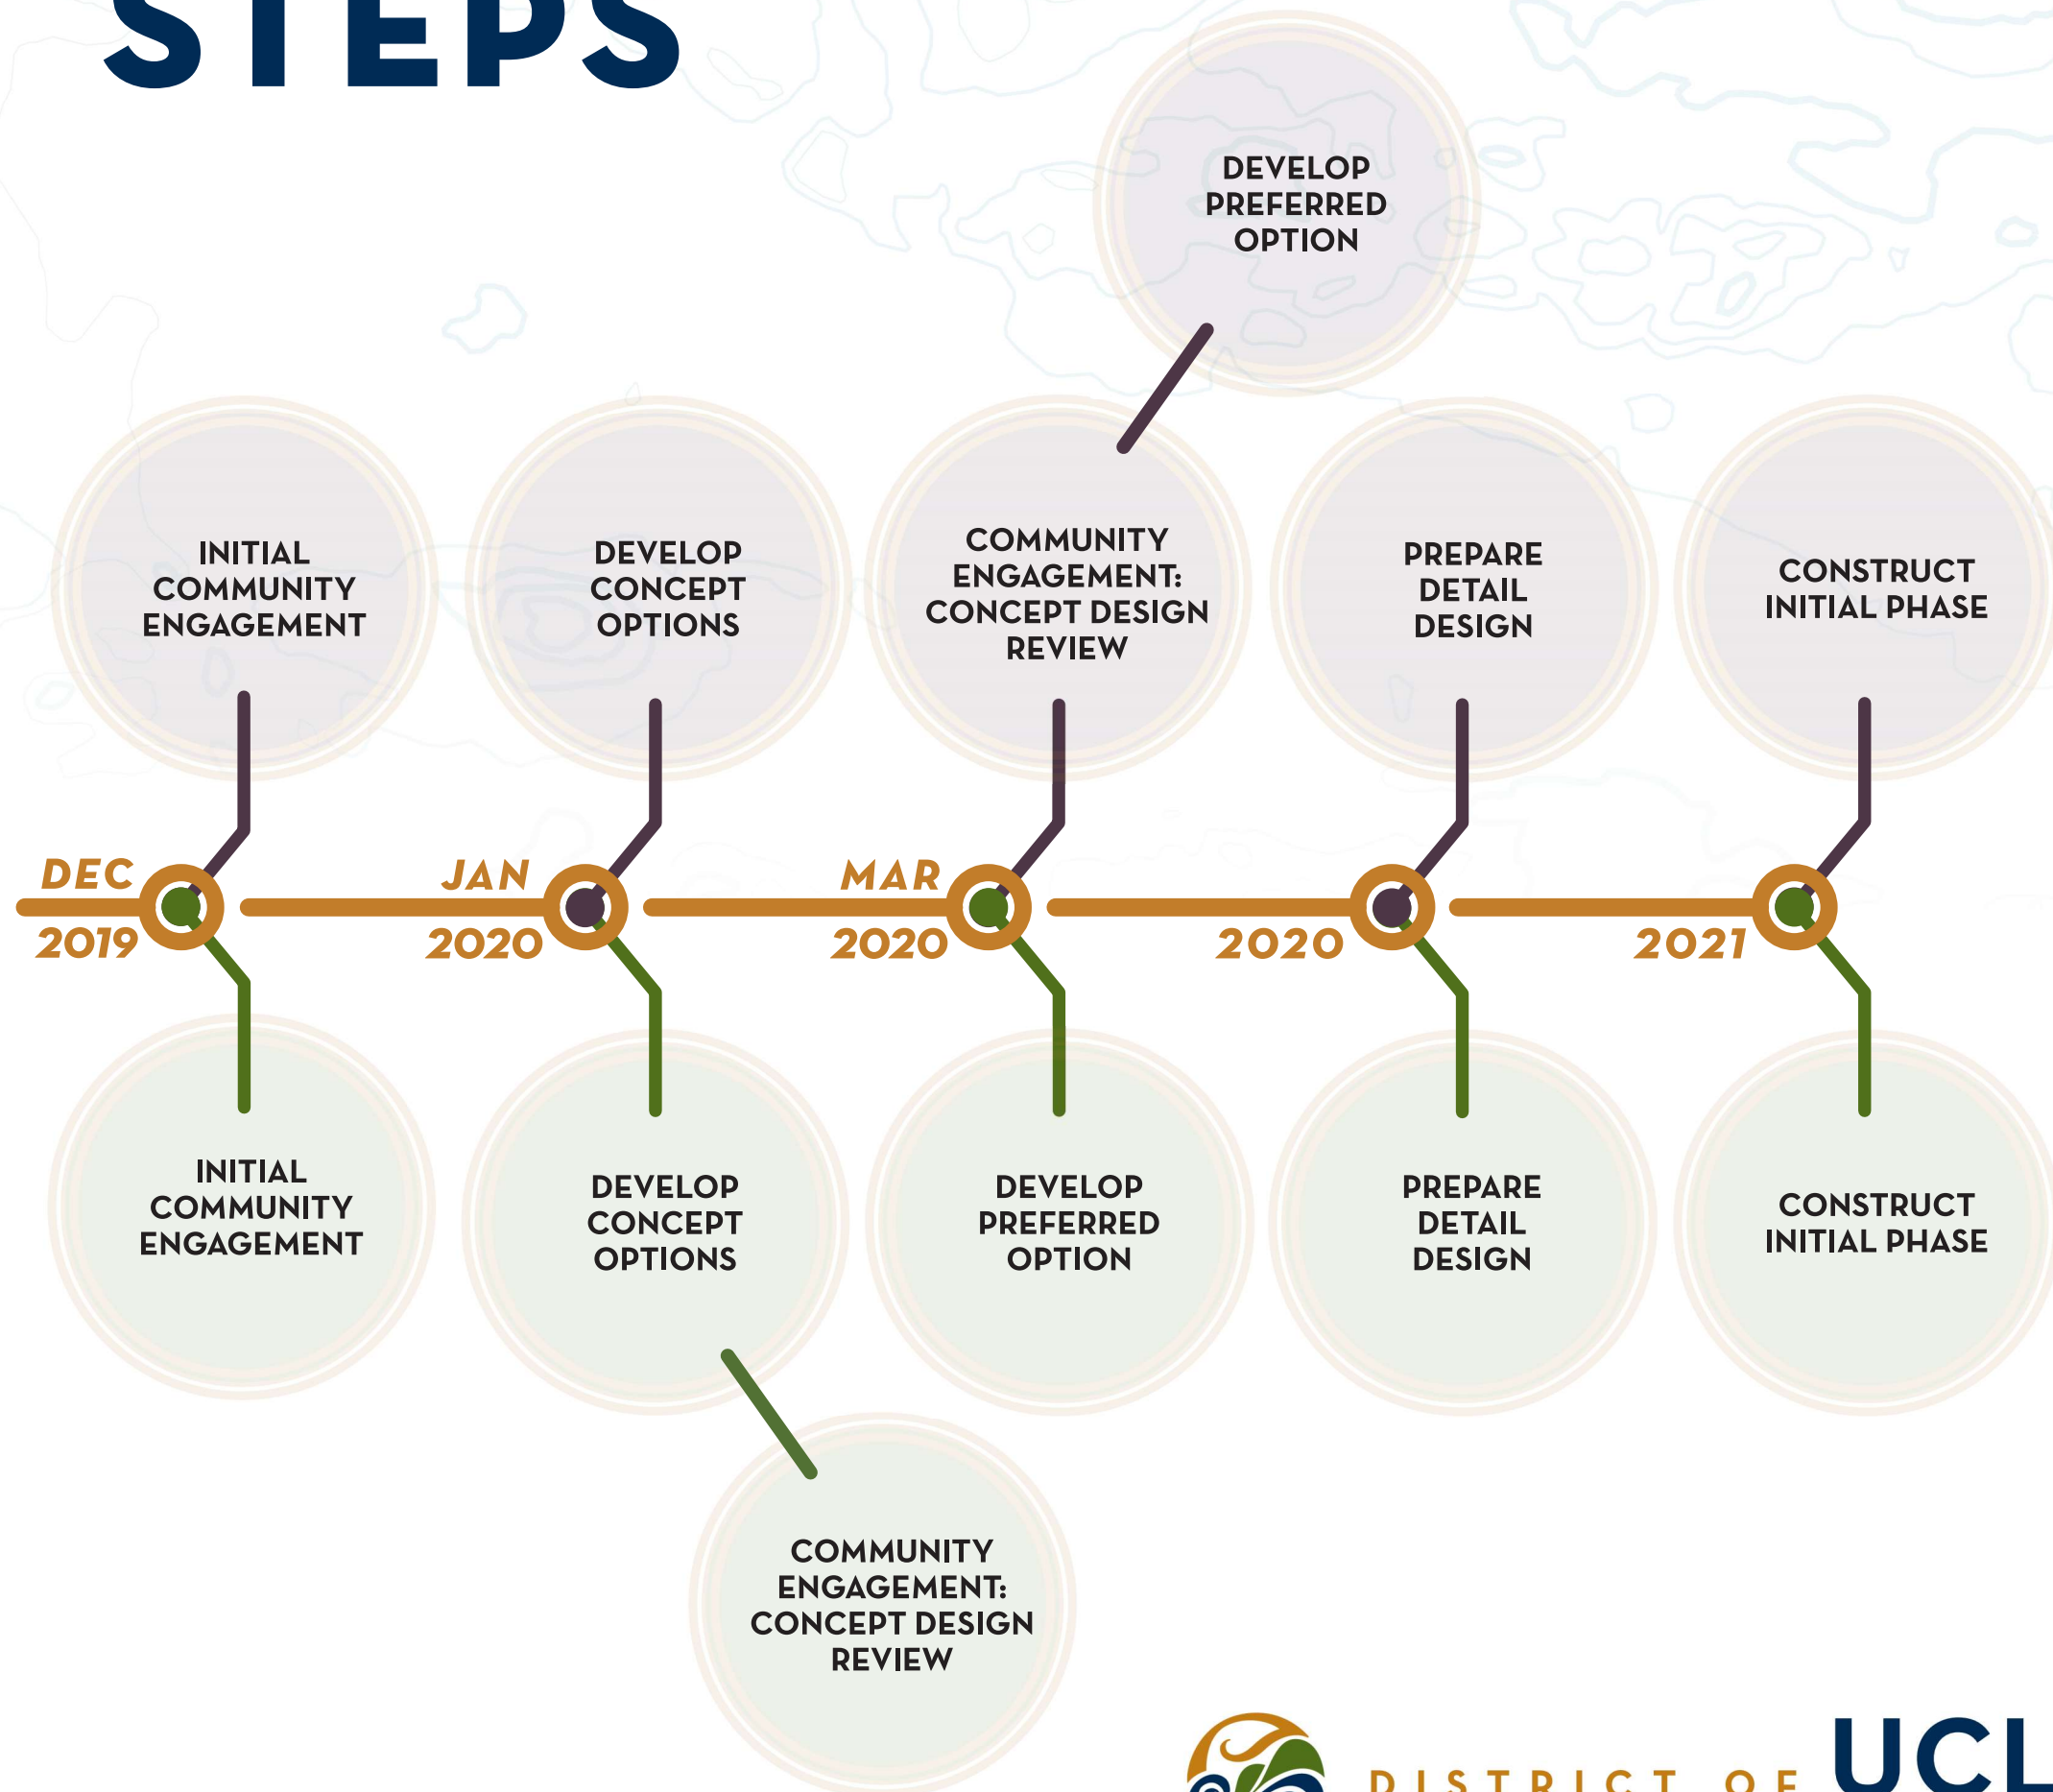 STEPS
DEVELOP
PREFERRED
OPTION
INITIAL
COMMUNITY
ENGAGEMENT
DEVELOP
CONCEPT
OPTIONS
COMMUNITY
ENGAGEMENT:
CONCEPT DESIGN
REVIEW
PREPARE
DETAIL
DESIGN
CONSTRUCT
INITIAL PHASE
DEC
2019
JAN
2020
MAR
2020
2020
2021
INITIAL
COMMUNITY
ENGAGEMENT
DEVELOP
CONCEPT
OPTIONS
DEVELOP
PREFERRED
OPTION
PREPARE
DETAIL
DESIGN
CONSTRUCT
INITIAL PHASE
COMMUNITY
ENGAGEMENT:
CONCEPT DESIGN
REVIEW
DISTRICT OF UCL